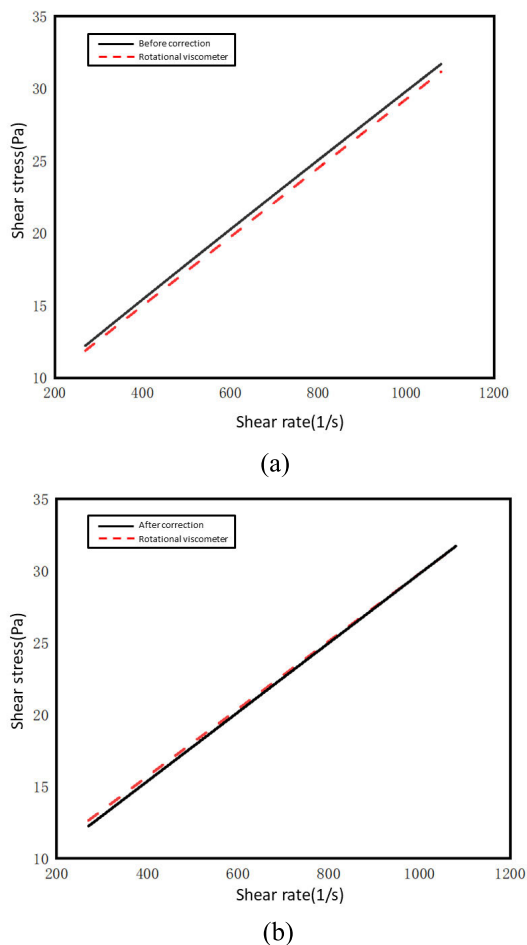 35
Before correction
Rotational viscometer
30
25
20
15
10
200 400 600 800 1000 1200
Shear stress(Pa)
Shear rate(1/s)
(a)
35
After correction
Rotational viscometer
30
25
20
15
10
200 400 600 800 1000 1200
Shear stress(Pa)
Shear rate(1/s)
(b)